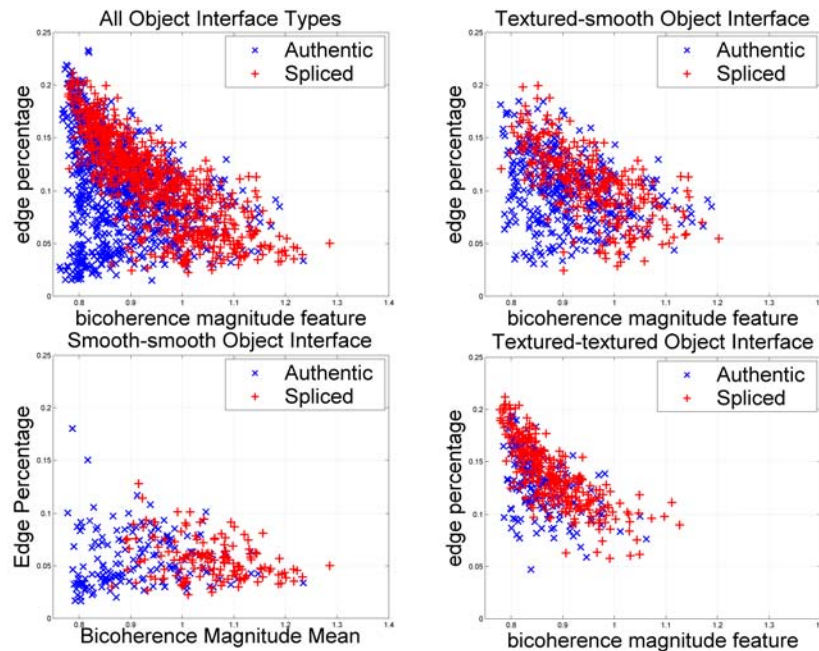 All Object Interface Types
0.25
0.2
0.15
0.1
0.05
0
edge percentage
× Authentic
+ Spliced
0.8 0.9 1 1.1 1.2 1.3 1.4
bicoherence magnitude feature
Textured-smooth Object Interface
0.25
0.2
0.15
0.1
0.05
0
edge percentage
× Authentic
+ Spliced
0.8 0.9 1 1.1 1.2 1.3 1.4
bicoherence magnitude feature
Smooth-smooth Object Interface
0.25
0.2
0.15
0.1
0.05
0
Edge Percentage
× Authentic
+ Spliced
0.8 0.9 1 1.1 1.2 1.3 1.4
Bicoherence Magnitude Mean
Textured-textured Object Interface
0.25
0.2
0.15
0.1
0.05
0
edge percentage
× Authentic
+ Spliced
0.8 0.9 1 1.1 1.2 1.3 1.4
bicoherence magnitude feature